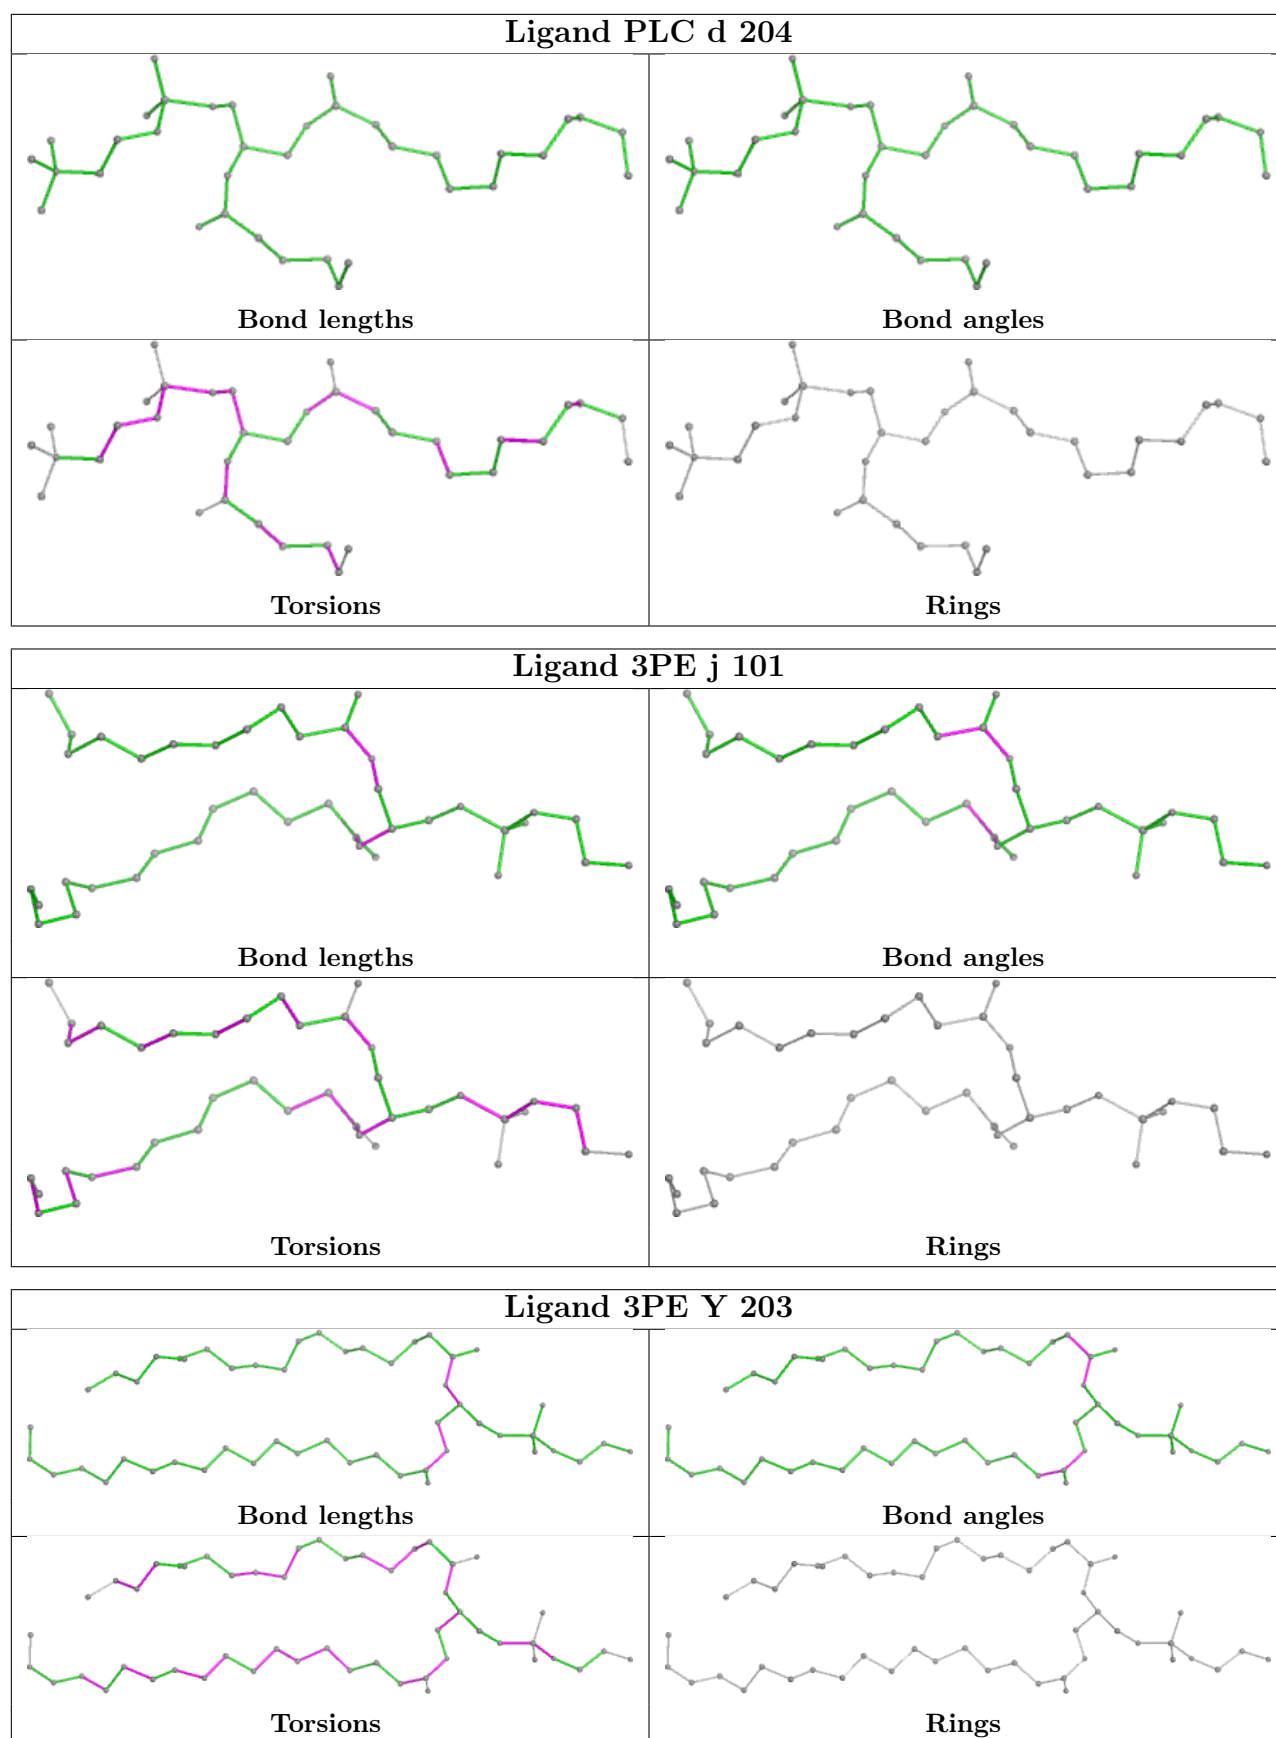 Ligand PLC d 204
Bond lengths
Bond angles
Torsions
Rings
Ligand 3PE j 101
Bond lengths
Bond angles
Torsions
Rings
Ligand 3PE Y 203
Bond lengths
Bond angles
Torsions
Rings